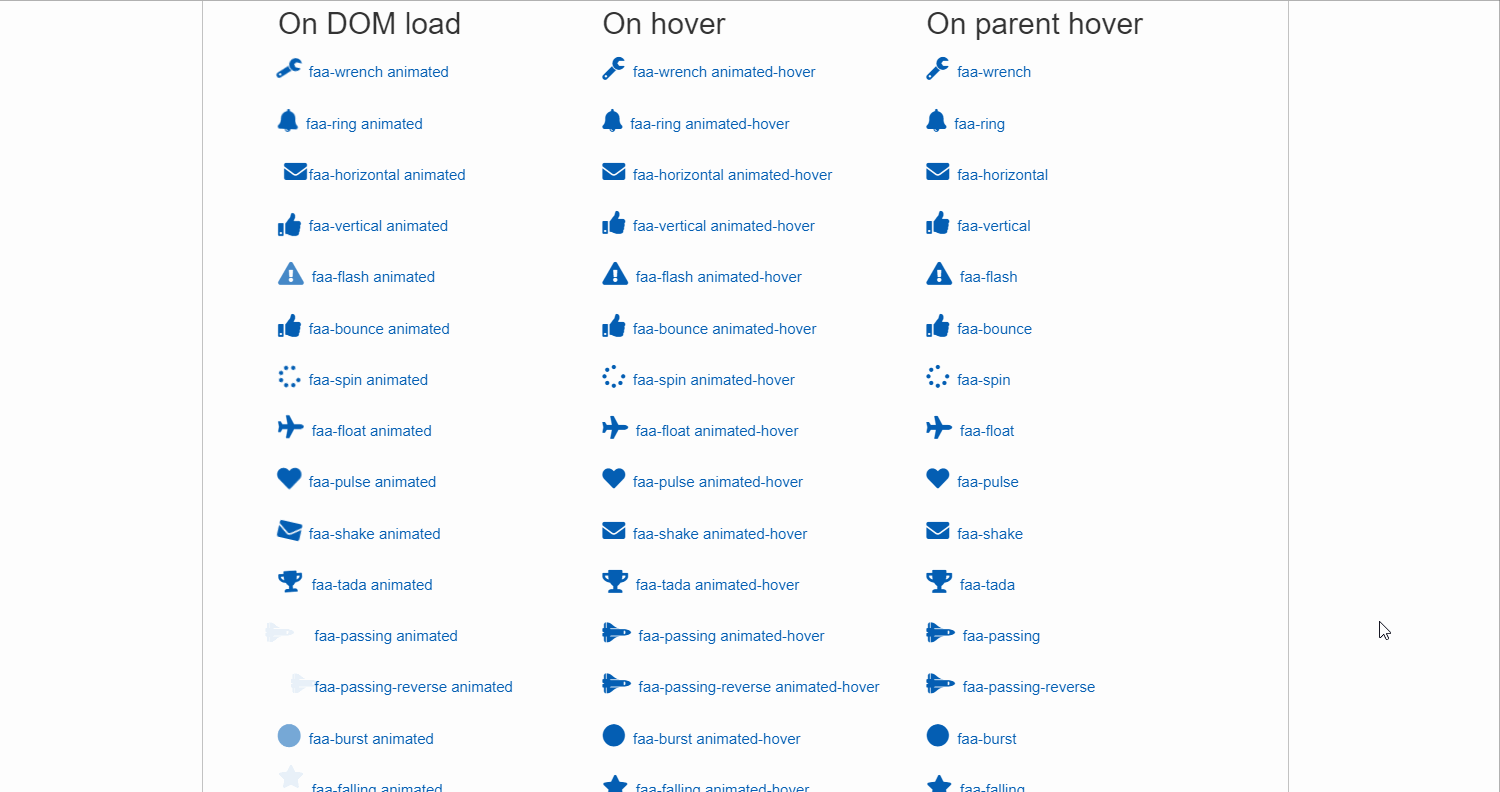 On DOM load On hover On parent hover
faa-wrench animated faa-wrench animated-hover faa-wrench
faa-ring animated faa-ring animated-hover faa-ring
faa-horizontal animated faa-horizontal animated-hover faa-horizontal
faa-vertical animated faa-vertical animated-hover faa-vertical
faa-flash animated faa-flash animated-hover faa-flash
faa-bounce animated faa-bounce animated-hover faa-bounce
faa-spin animated faa-spin animated-hover faa-spin
faa-float animated faa-float animated-hover faa-float
faa-pulse animated faa-pulse animated-hover faa-pulse
faa-shake animated faa-shake animated-hover faa-shake
faa-tada animated faa-tada animated-hover faa-tada
faa-passing animated faa-passing animated-hover faa-passing
faa-passing-reverse animated faa-passing-reverse animated-hover faa-passing-reverse
faa-burst animated faa-burst animated-hover faa-burst
faa-falling animated faa-falling animated-hover faa-falling